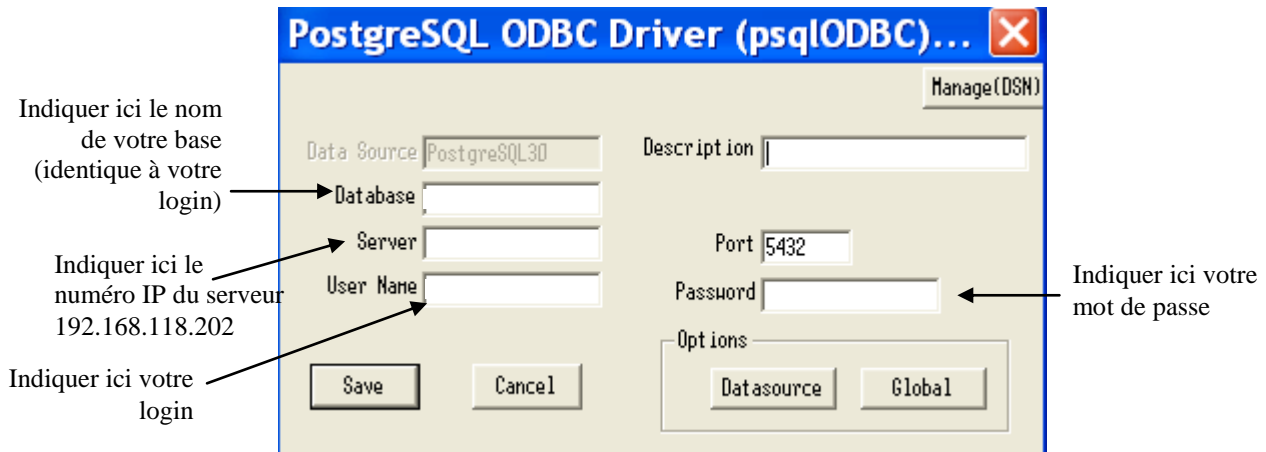 PostgreSQL ODBC Driver (psqlODBC)...
Manage(DSN)
Indiquer ici le nom
de votre base
(identique à votre
login)
Data Source
PostgreSQL30
Description
Database
Server
Port
5432
Indiquer ici le
numéro IP du serveur
192.168.118.202
User Name
Password
Indiquer ici votre
mot de passe
Options
Indiquer ici votre
login
Save
Cancel
Datasource
Global